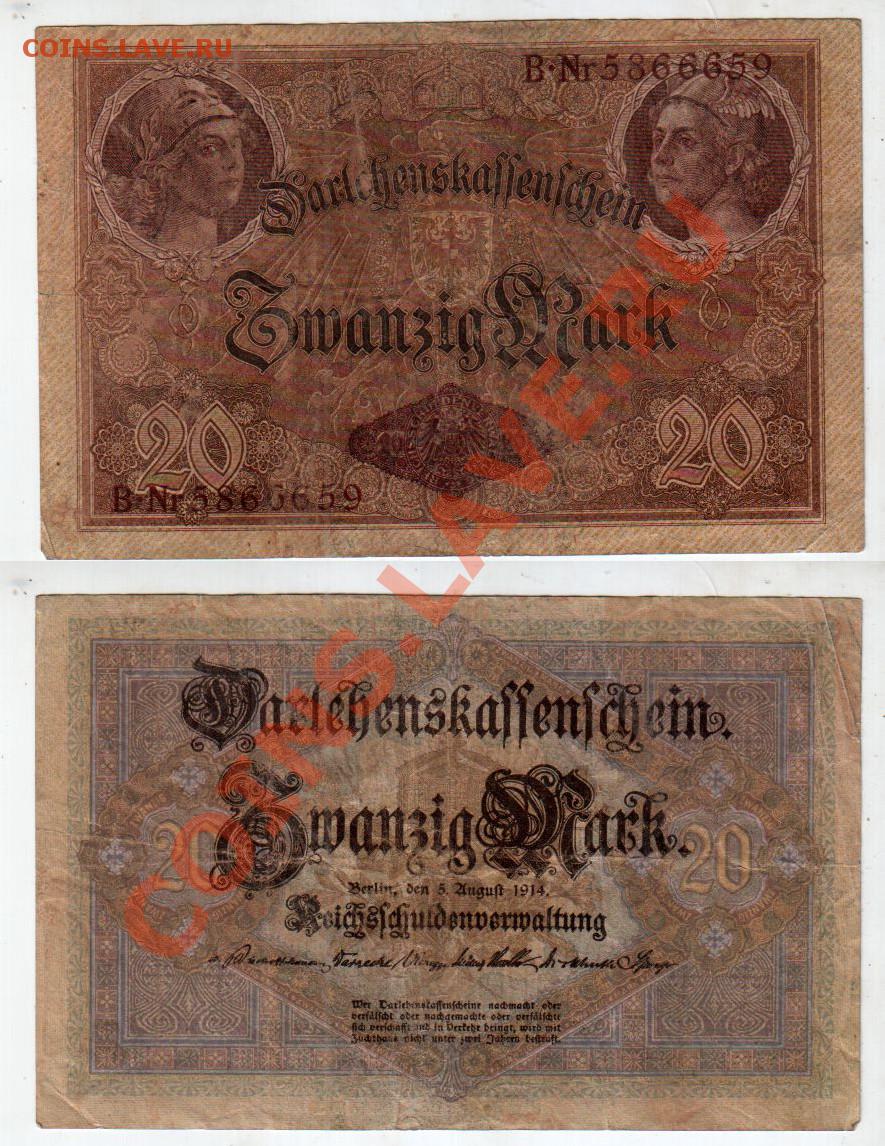 COINS.LAVE.RU
B·Nr 5866659
Darlehenskassenschein
Zwanzig Mark
20 20
B·Nr 5866659
COINS.LAVE.RU
Darlehenskassenschein.
Zwanzig Mark.
20 20
Berlin, den 5. August 1914.
Reichsschuldenverwaltung
Wer Darlehenskassenscheine nachmacht oder
verfälscht oder nachgemachte oder verfälschte
sich verschafft und in Verkehr bringt, wird mit
Zuchthaus nicht unter zwei Jahren bestraft.